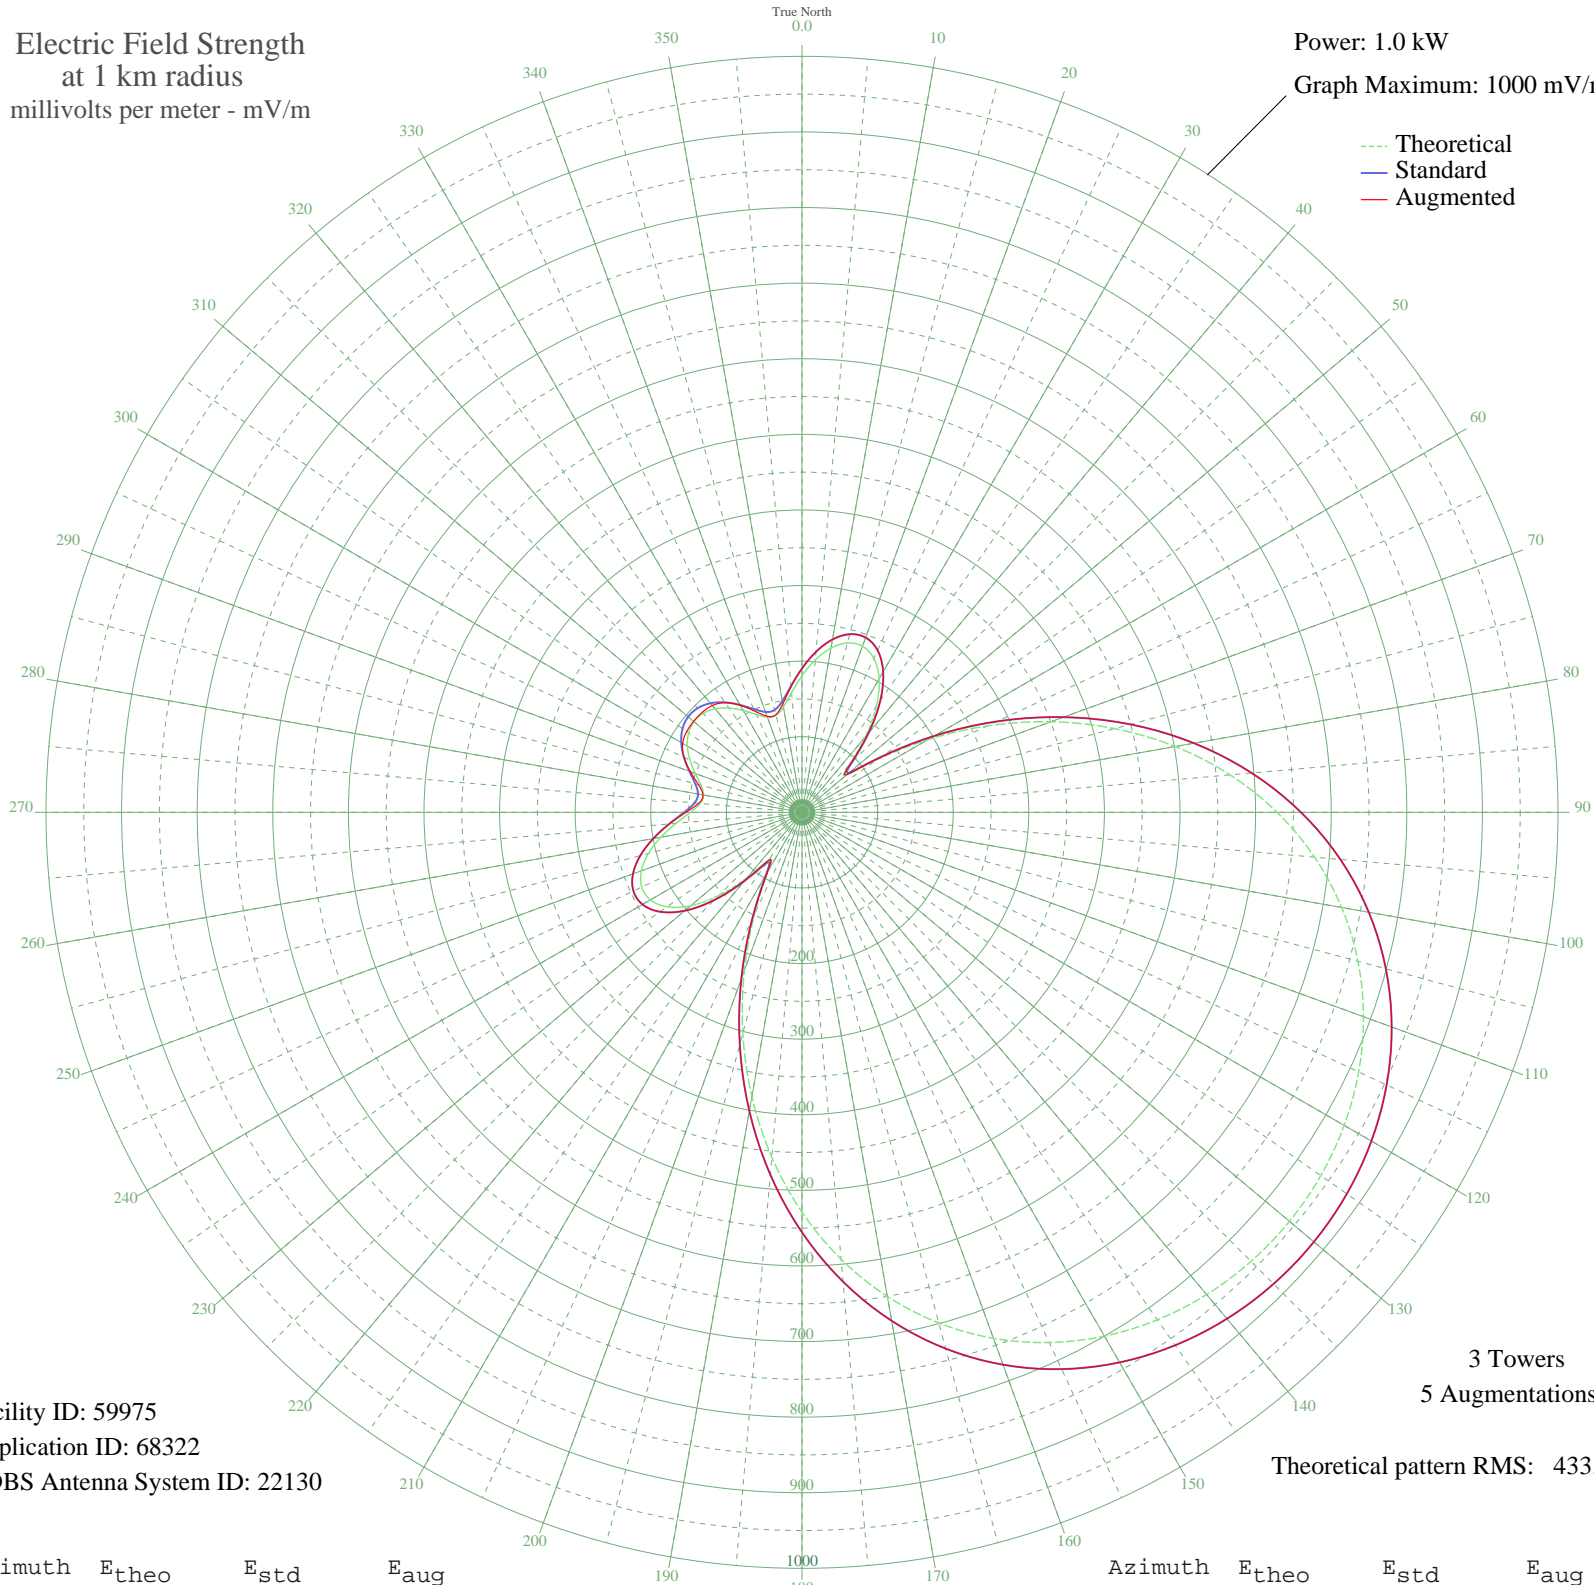 True North
0.0
Electric Field Strength
at 1 km radius
millivolts per meter - mV/m
Power: 1.0 kW
Graph Maximum: 1000 mV/
Theoretical
Standard
Augmented
10
20
30
40
50
60
70
80
90
100
110
120
130
140
150
160
170
190
200
210
220
230
240
250
260
270
280
290
300
310
320
330
340
350
200
300
400
500
600
700
800
900
1000
3 Towers
5 Augmentations
Theoretical pattern RMS: 433
cility ID: 59975
plication ID: 68322
DBS Antenna System ID: 22130
imuth Etheo Estd Eaug
Azimuth Etheo Estd Eaug